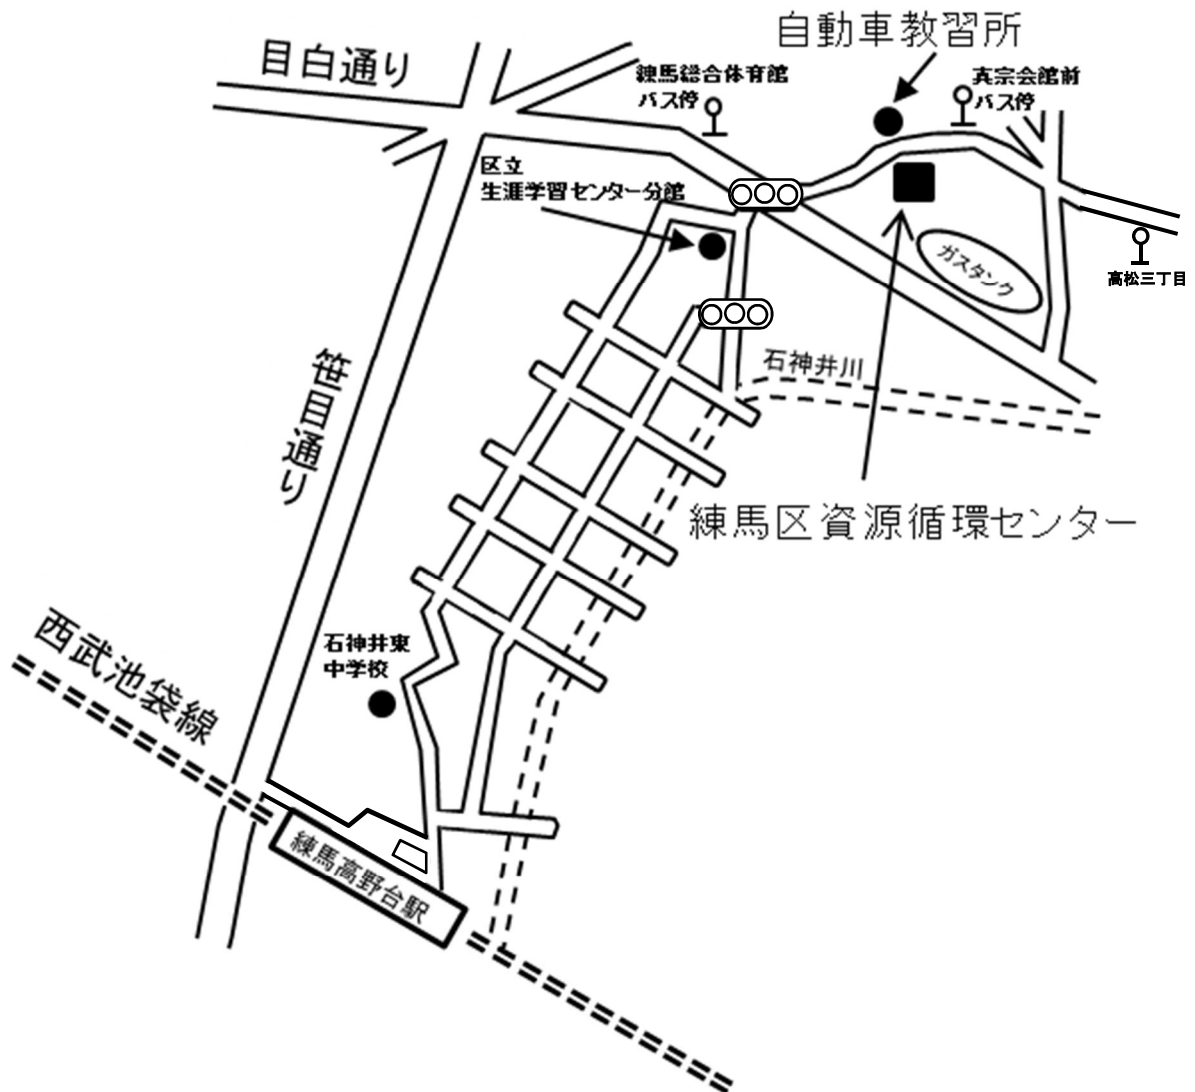 自動車教習所
目白通り
練馬総合体育館
バス停
真宗会館前
バス停
区立
生涯学習センター分館
ガスタンク
高松三丁目
石神井川
笹目通り
練馬区資源循環センター
西武池袋線
石神井東
中学校
練馬高野台駅